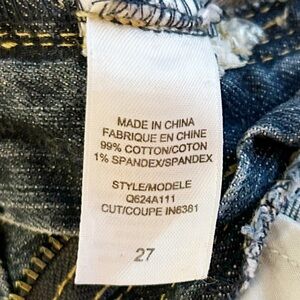 MADE IN CHINA
FABRIQUE EN CHINE
99% COTTON/COTON
1% SPANDEX/SPANDEX
STYLE/MODELE
Q624A111
CUT/COUPE IN6381
27